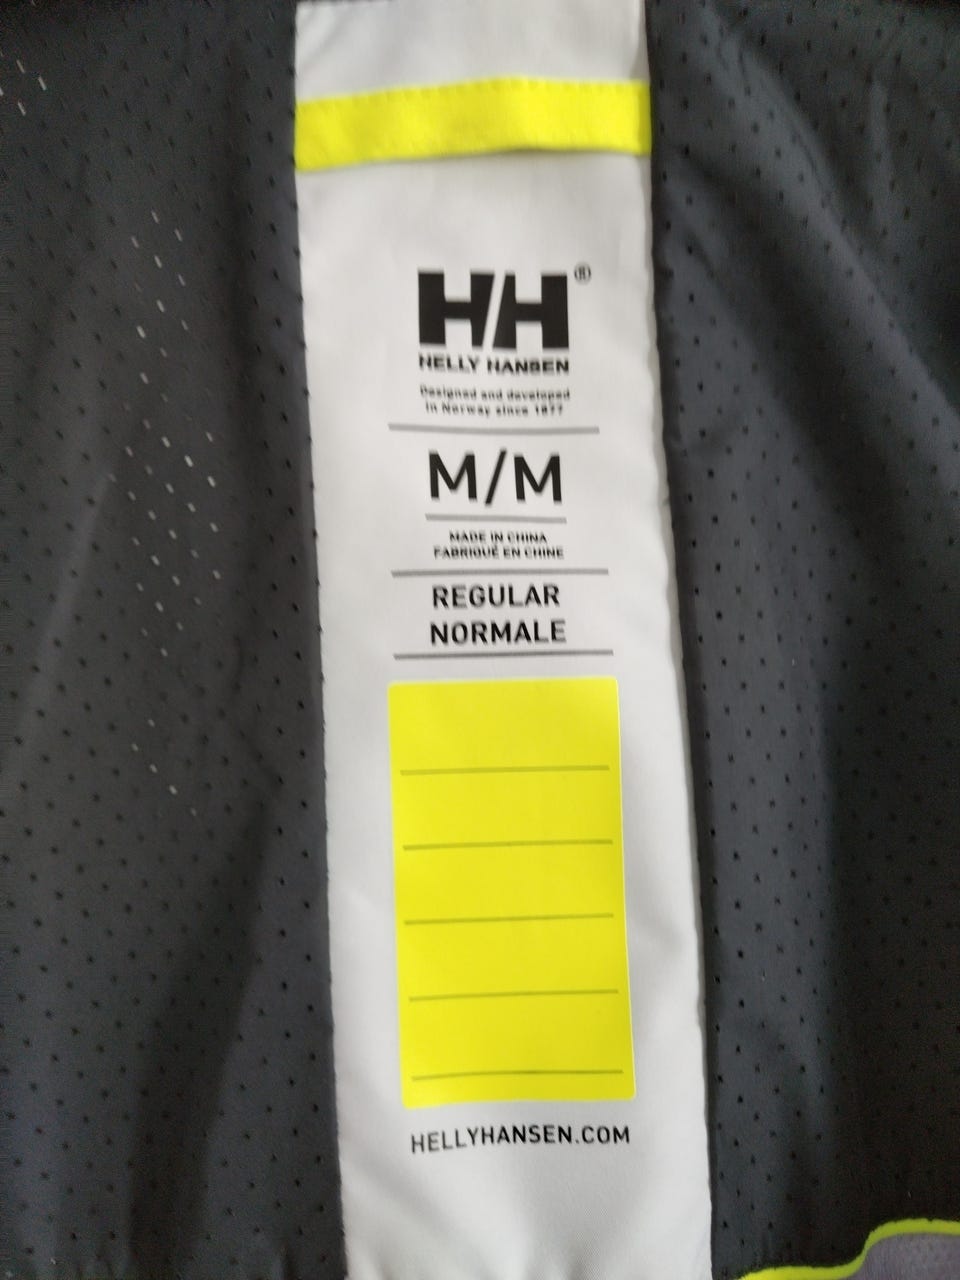 H/H®
HELLY HANSEN
Designed and developed
in Norway since 1877
M/M
MADE IN CHINA
FABRIQUÉ EN CHINE
REGULAR
NORMALE
HELLYHANSEN.COM